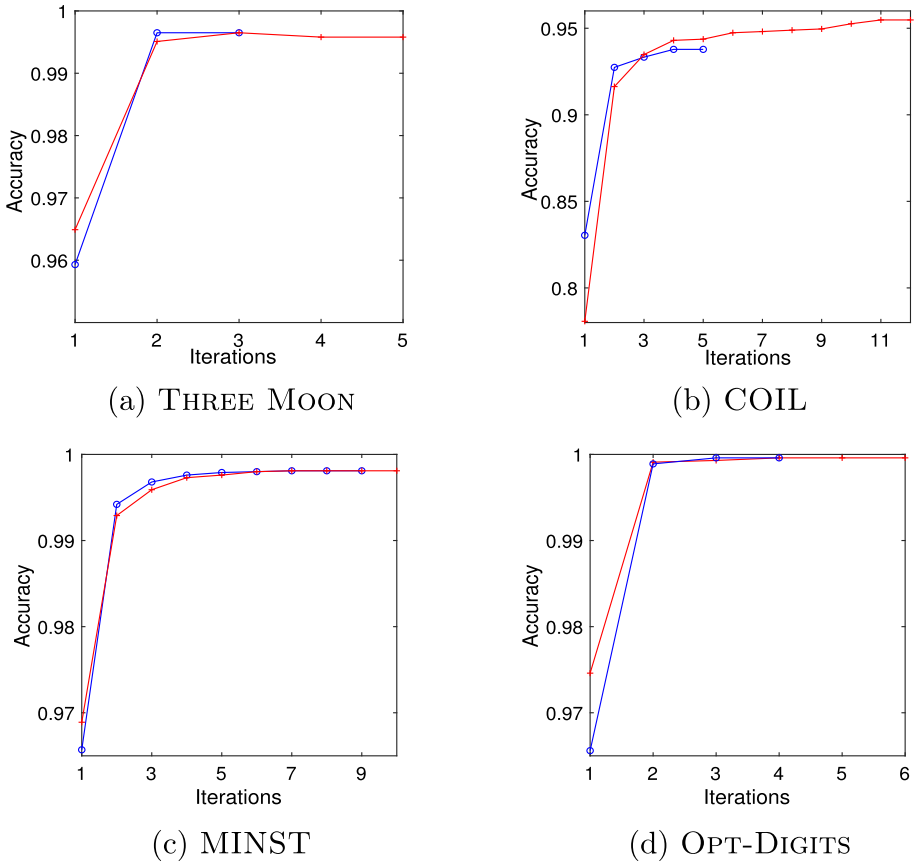 1
0.99
0.98
0.97
0.96
Accuracy
1 2 3 4 5
Iterations
(a) THREE MOON
0.95
0.9
0.85
0.8
Accuracy
1 3 5 7 9 11
Iterations
(b) COIL
1
0.99
0.98
0.97
Accuracy
1 3 5 7 9
Iterations
(c) MINST
1
0.99
0.98
0.97
Accuracy
1 2 3 4 5 6
Iterations
(d) OPT-DIGITS